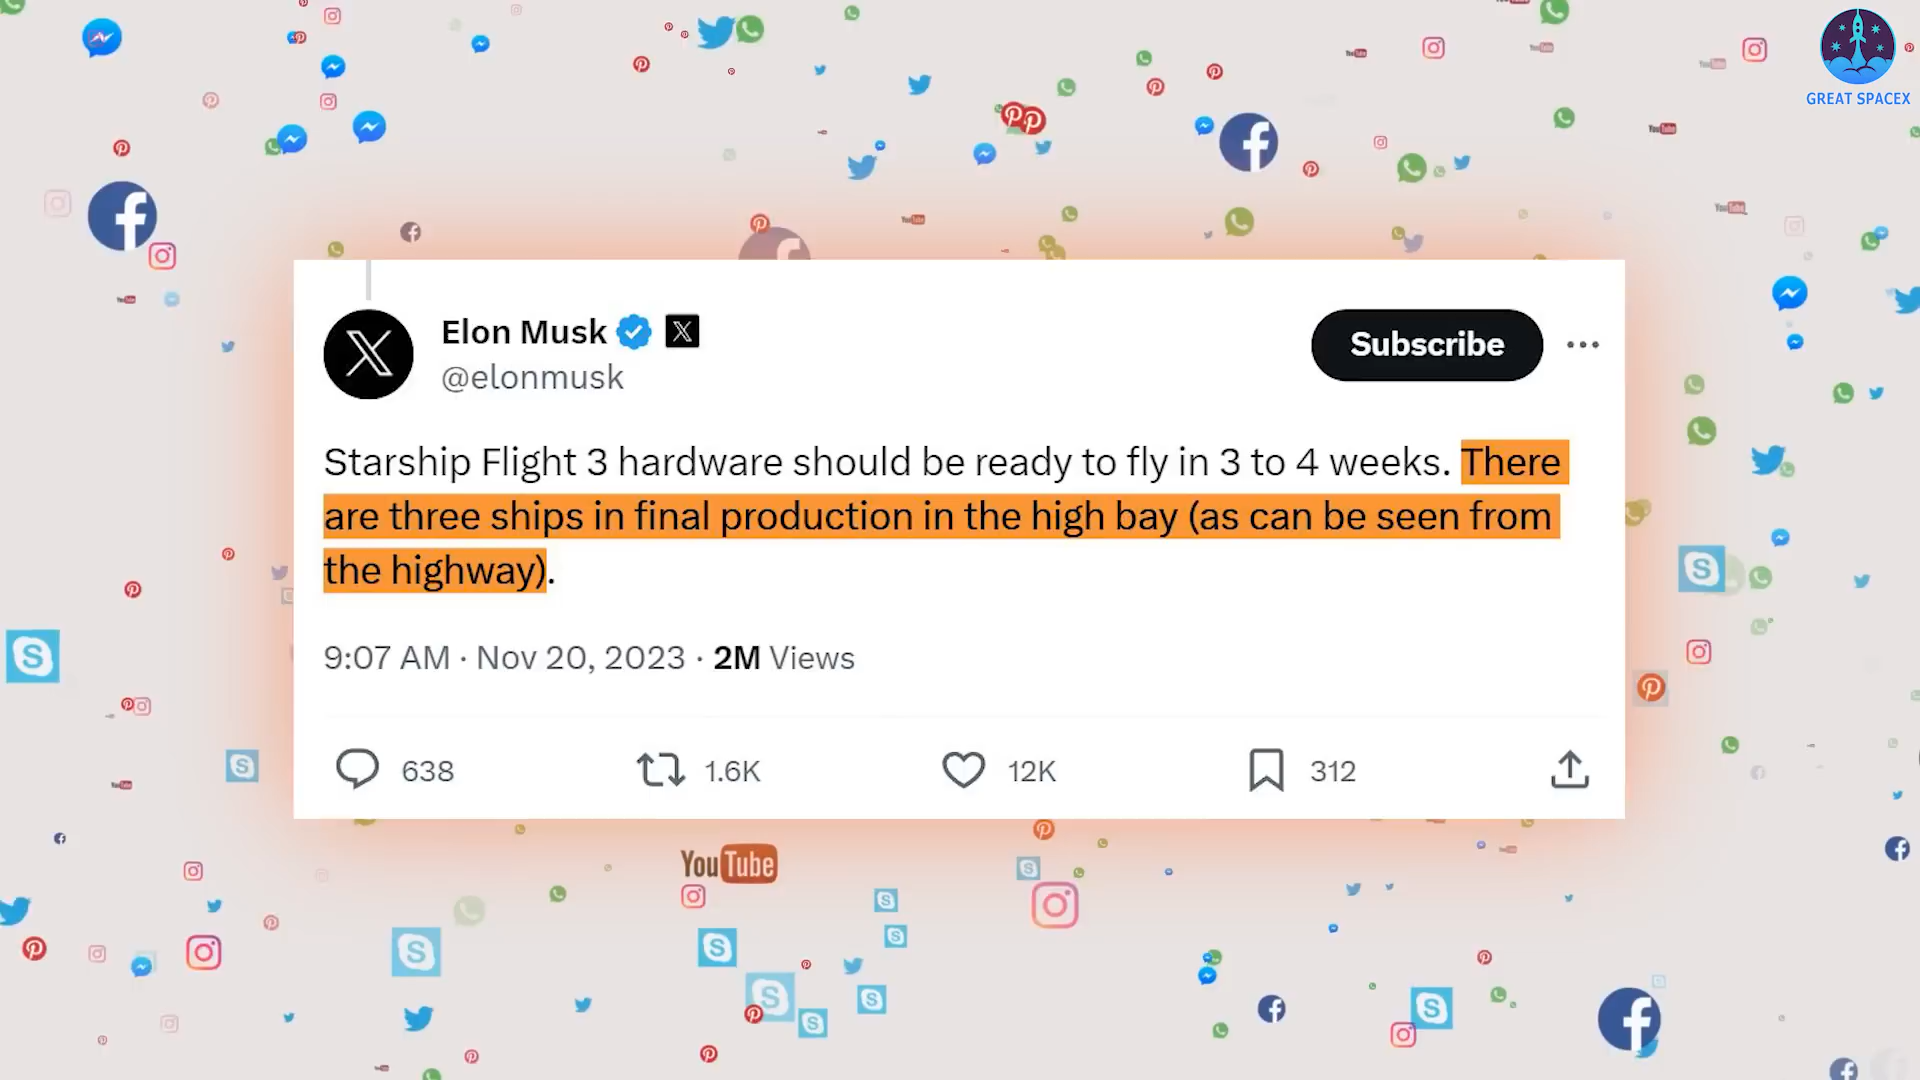 GREAT SPACEX
Elon Musk
@elonmusk
Subscribe
Starship Flight 3 hardware should be ready to fly in 3 to 4 weeks. There
are three ships in final production in the high bay (as can be seen from
the highway).
9:07 AM · Nov 20, 2023 · 2M Views
638
1.6K
12K
312
YouTube